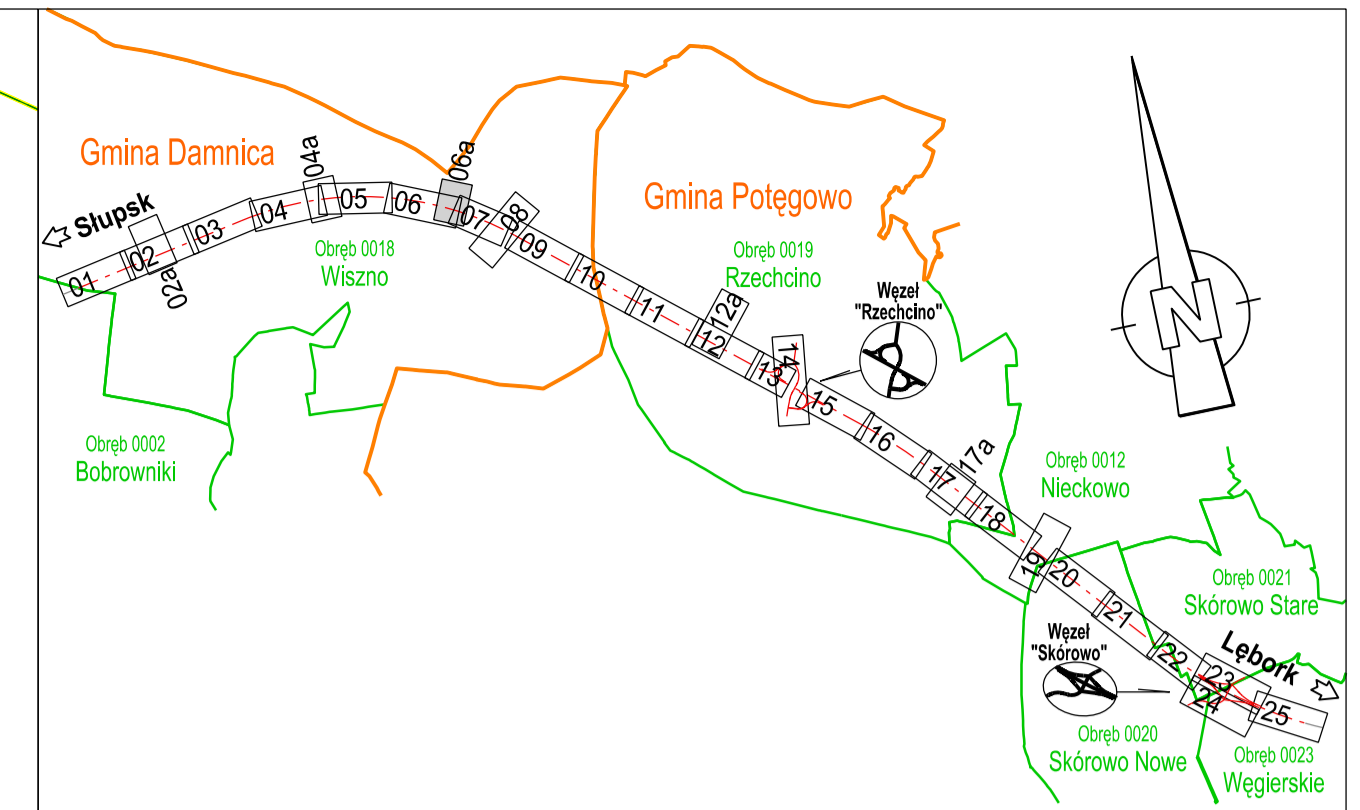 Gmina Damnica
Słupsk
01
02
02a
03
04
04a
05
06
06a
07
08
09
10
11
12
12a
13
14
15
16
17
17a
18
19
20
21
22
23
24
25
Obręb 0018
Wiszno
Obręb 0002
Bobrowniki
Gmina Potęgowo
Obręb 0019
Rzechcino
Węzeł
"Rzechcino"
N
Obręb 0012
Nieckowo
Obręb 0021
Skórowo Stare
Lębork
Węzeł
"Skórowo"
Obręb 0020
Skórowo Nowe
Obręb 0023
Węgierskie